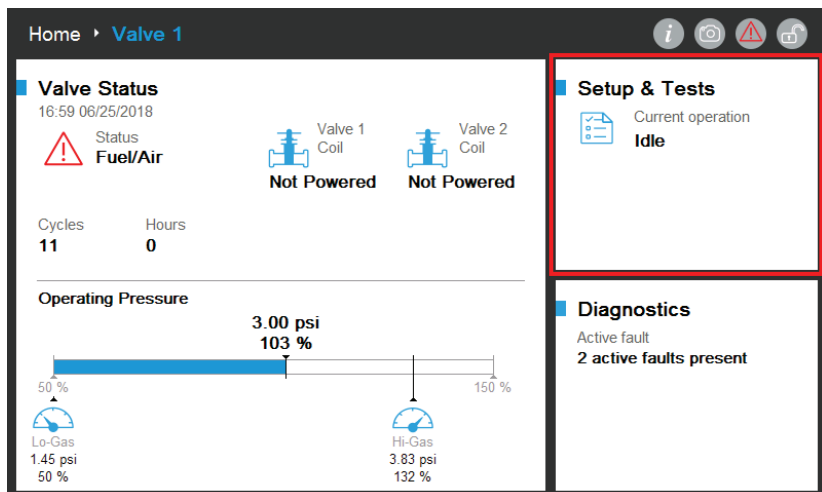 Home ‣ Valve 1
Valve Status
16:59 06/25/2018
Status
Fuel/Air
Valve 1
Coil
Not Powered
Valve 2
Coil
Not Powered
Cycles
11
Hours
0
Operating Pressure
3.00 psi
103 %
50 %
150 %
Lo-Gas
1.45 psi
50 %
Hi-Gas
3.83 psi
132 %
Setup & Tests
Current operation
Idle
Diagnostics
Active fault
2 active faults present